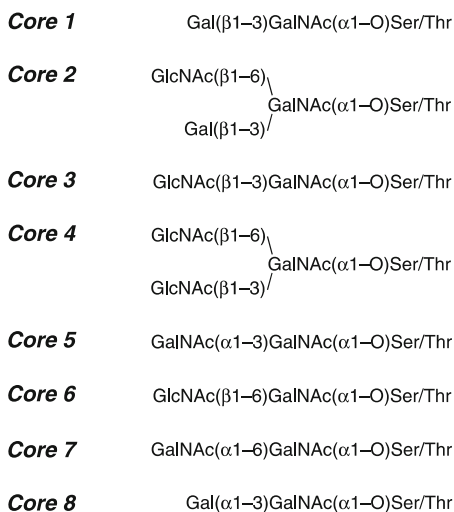 Core 1 Gal(β1–3)GalNAc(α1–O)Ser/Thr
Core 2 GlcNAc(β1–6)
GalNAc(α1–O)Ser/Thr
Gal(β1–3)
Core 3 GlcNAc(β1–3)GalNAc(α1–O)Ser/Thr
Core 4 GlcNAc(β1–6)
GalNAc(α1–O)Ser/Thr
GlcNAc(β1–3)
Core 5 GalNAc(α1–3)GalNAc(α1–O)Ser/Thr
Core 6 GlcNAc(β1–6)GalNAc(α1–O)Ser/Thr
Core 7 GalNAc(α1–6)GalNAc(α1–O)Ser/Thr
Core 8 Gal(α1–3)GalNAc(α1–O)Ser/Thr